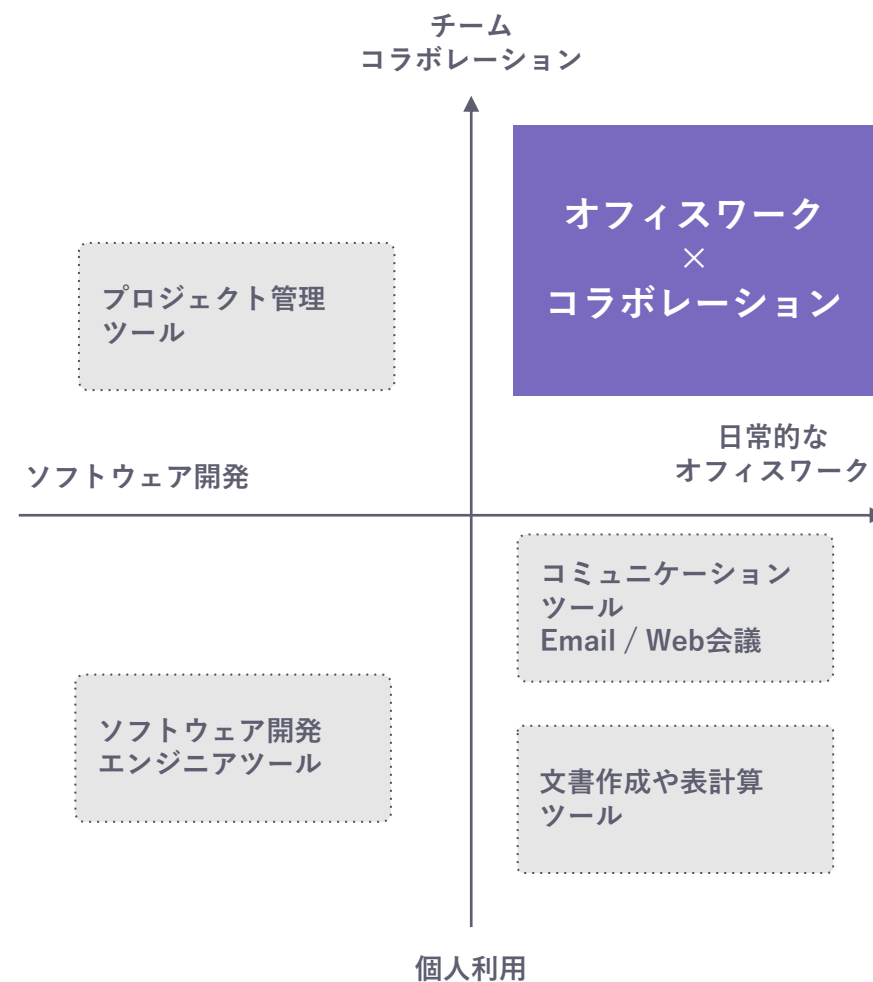 チーム
コラボレーション
オフィスワーク
×
コラボレーション
プロジェクト管理
ツール
日常的な
オフィスワーク
ソフトウェア開発
コミュニケーション
ツール
Email / Web会議
ソフトウェア開発
エンジニアツール
文書作成や表計算
ツール
個人利用